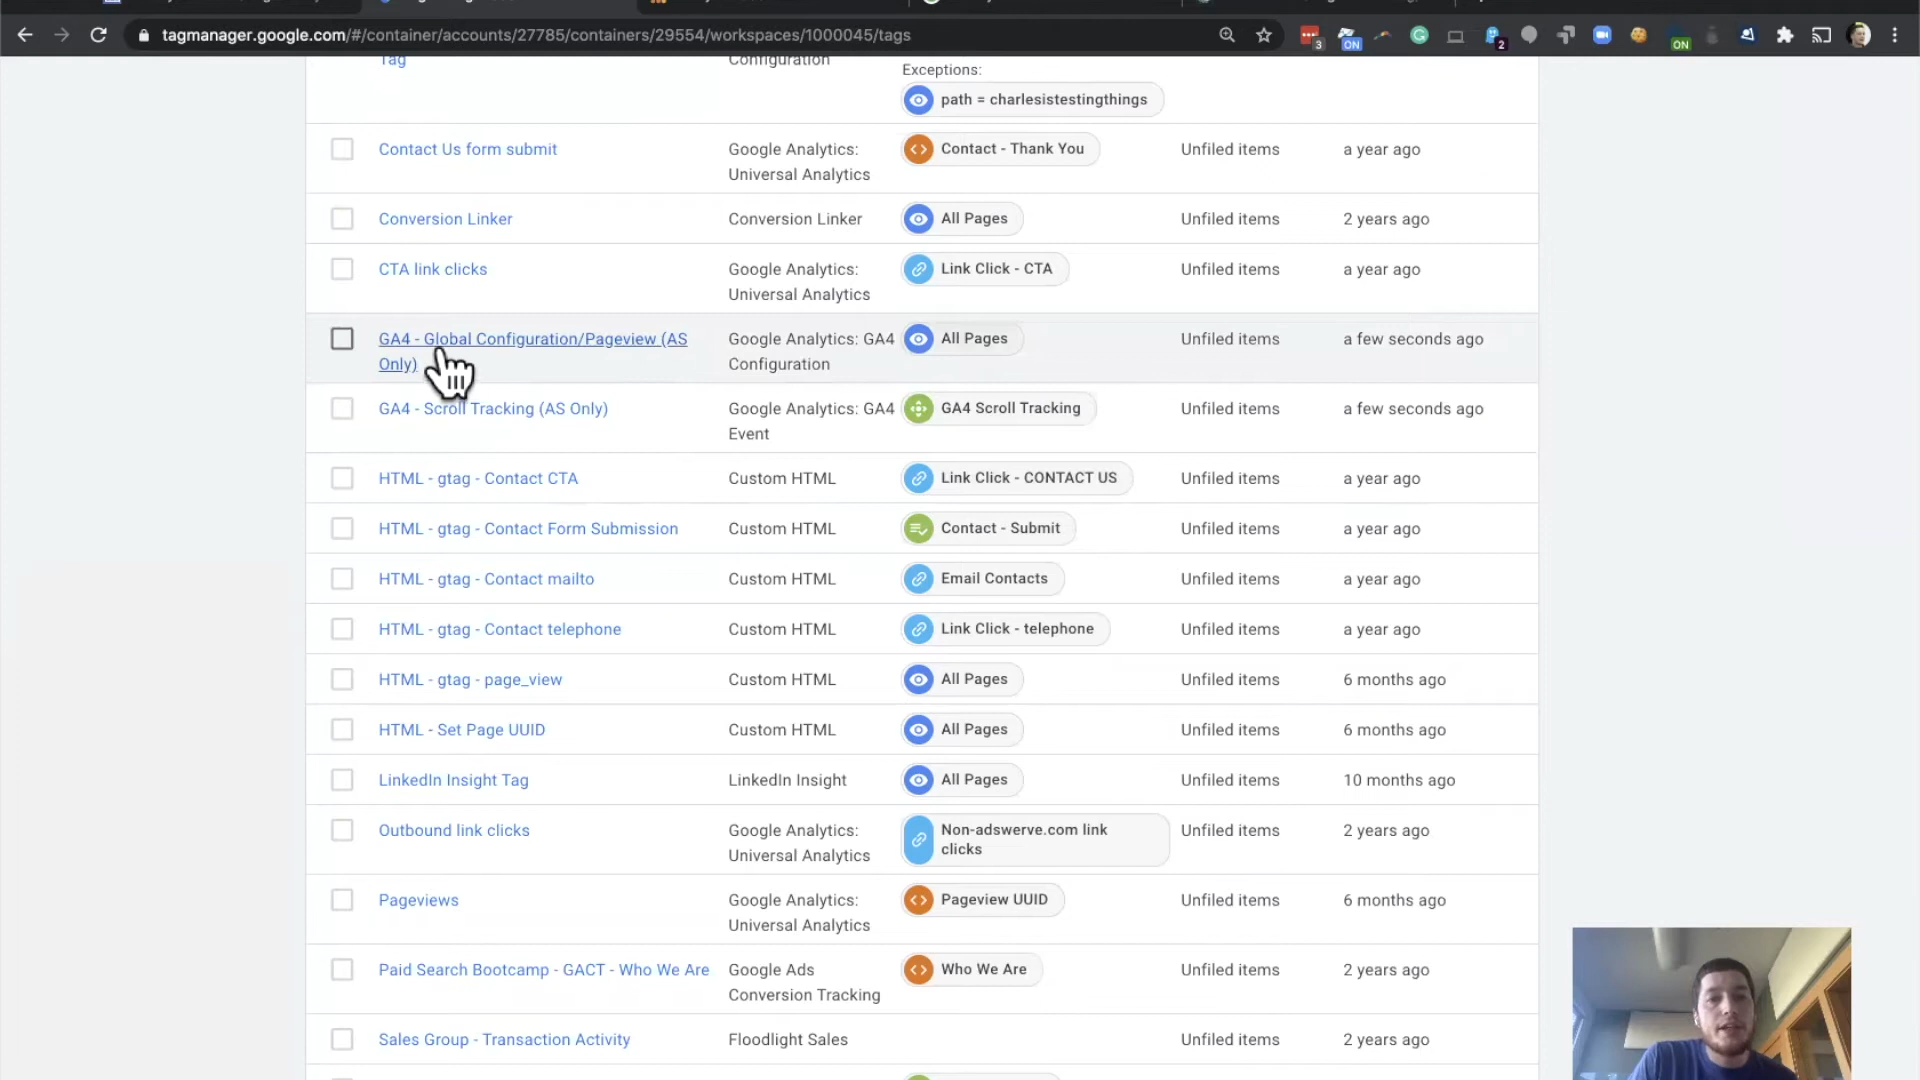 tagmanager.google.com/#/container/accounts/27785/containers/29554/workspaces/1000045/tags
3
ON
2
ON
Tag
Configuration
Exceptions:
path = charlesistestingthings
Contact Us form submit
Google Analytics:
Universal Analytics
Contact - Thank You
Unfiled items
a year ago
Conversion Linker
Conversion Linker
All Pages
Unfiled items
2 years ago
CTA link clicks
Google Analytics:
Universal Analytics
Link Click - CTA
Unfiled items
a year ago
GA4 - Global Configuration/Pageview (AS
Only)
Google Analytics: GA4
Configuration
All Pages
Unfiled items
a few seconds ago
GA4 - Scroll Tracking (AS Only)
Google Analytics: GA4
Event
GA4 Scroll Tracking
Unfiled items
a few seconds ago
HTML - gtag - Contact CTA
Custom HTML
Link Click - CONTACT US
Unfiled items
a year ago
HTML - gtag - Contact Form Submission
Custom HTML
Contact - Submit
Unfiled items
a year ago
HTML - gtag - Contact mailto
Custom HTML
Email Contacts
Unfiled items
a year ago
HTML - gtag - Contact telephone
Custom HTML
Link Click - telephone
Unfiled items
a year ago
HTML - gtag - page_view
Custom HTML
All Pages
Unfiled items
6 months ago
HTML - Set Page UUID
Custom HTML
All Pages
Unfiled items
6 months ago
LinkedIn Insight Tag
LinkedIn Insight
All Pages
Unfiled items
10 months ago
Outbound link clicks
Google Analytics:
Universal Analytics
Non-adswerve.com link
clicks
Unfiled items
2 years ago
Pageviews
Google Analytics:
Universal Analytics
Pageview UUID
Unfiled items
6 months ago
Paid Search Bootcamp - GACT - Who We Are
Google Ads
Conversion Tracking
Who We Are
Unfiled items
2 years ago
Sales Group - Transaction Activity
Floodlight Sales
Unfiled items
2 years ago